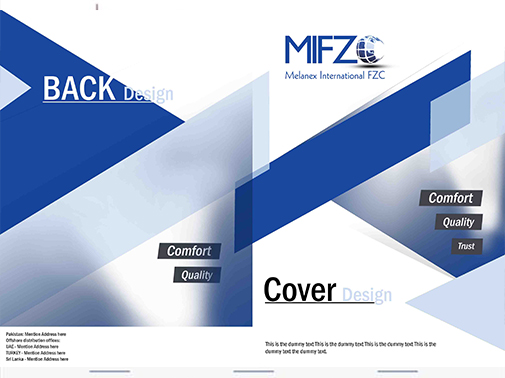 BACK Design
Comfort
Quality
Pakistan: Mention Address here
Offshore distribution offices:
UAE - Mention Address here
TURKEY - Mention Address here
Sri Lanka - Mention Address here
MIFZC
Melanex International FZC
Comfort
Quality
Trust
Cover Design
This is the dummy text This is the dummy text This is the dummy text This is the
dummy text the dummy text.